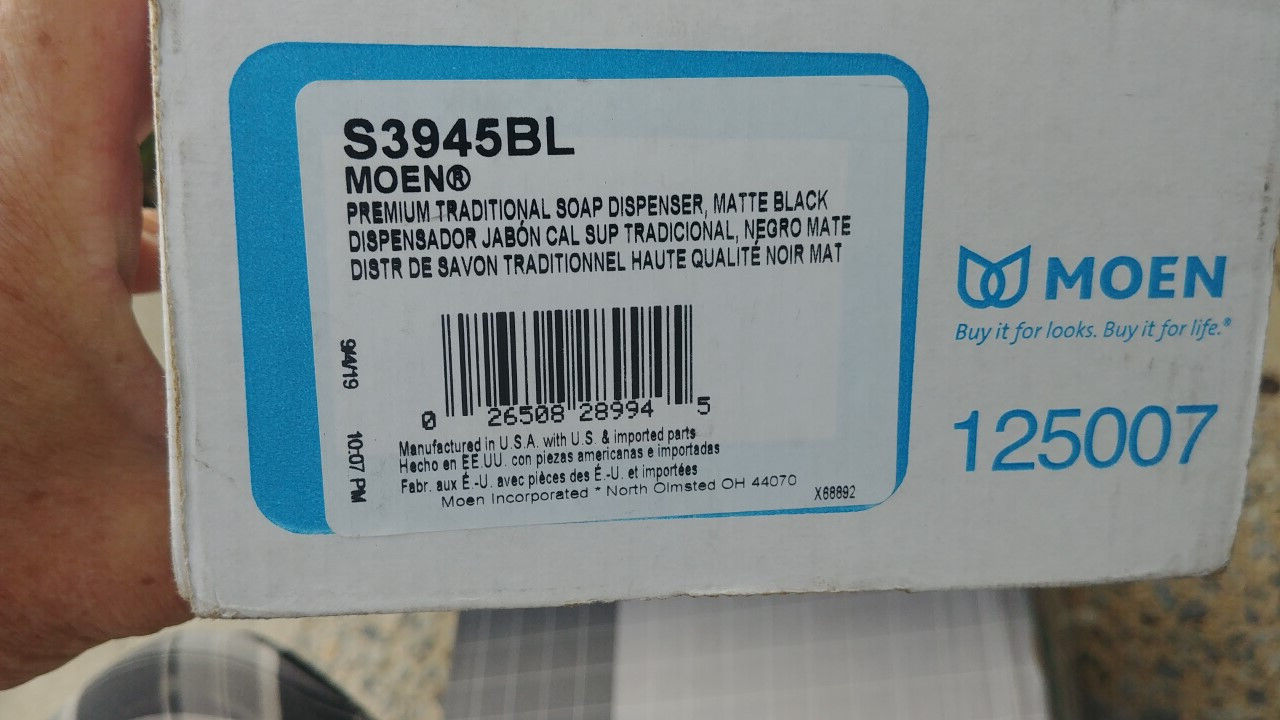 S3945BL
MOEN®
PREMIUM TRADITIONAL SOAP DISPENSER, MATTE BLACK
DISPENSADOR JABÓN CAL SUP TRADICIONAL, NEGRO MATE
DISTR DE SAVON TRADITIONNEL HAUTE QUALITÉ NOIR MAT
9/4/19 10:07 PM
0 26508 28994 5
Manufactured in U.S.A. with U.S. & imported parts
Hecho en EE.UU. con piezas americanas e importadas
Fabr. aux É.-U. avec pièces des É.-U. et importées
Moen Incorporated * North Olmsted OH 44070
X68892
MOEN
Buy it for looks. Buy it for life.®
125007